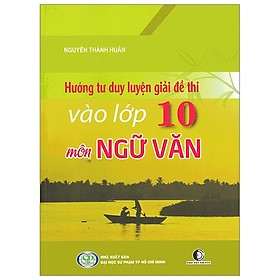 NGUYỄN THÀNH HUÂN
Hướng tư duy luyện giải đề thi
vào lớp 10
môn NGỮ VĂN
NHÀ XUẤT BẢN
ĐẠI HỌC SƯ PHẠM TP HỒ CHÍ MINH